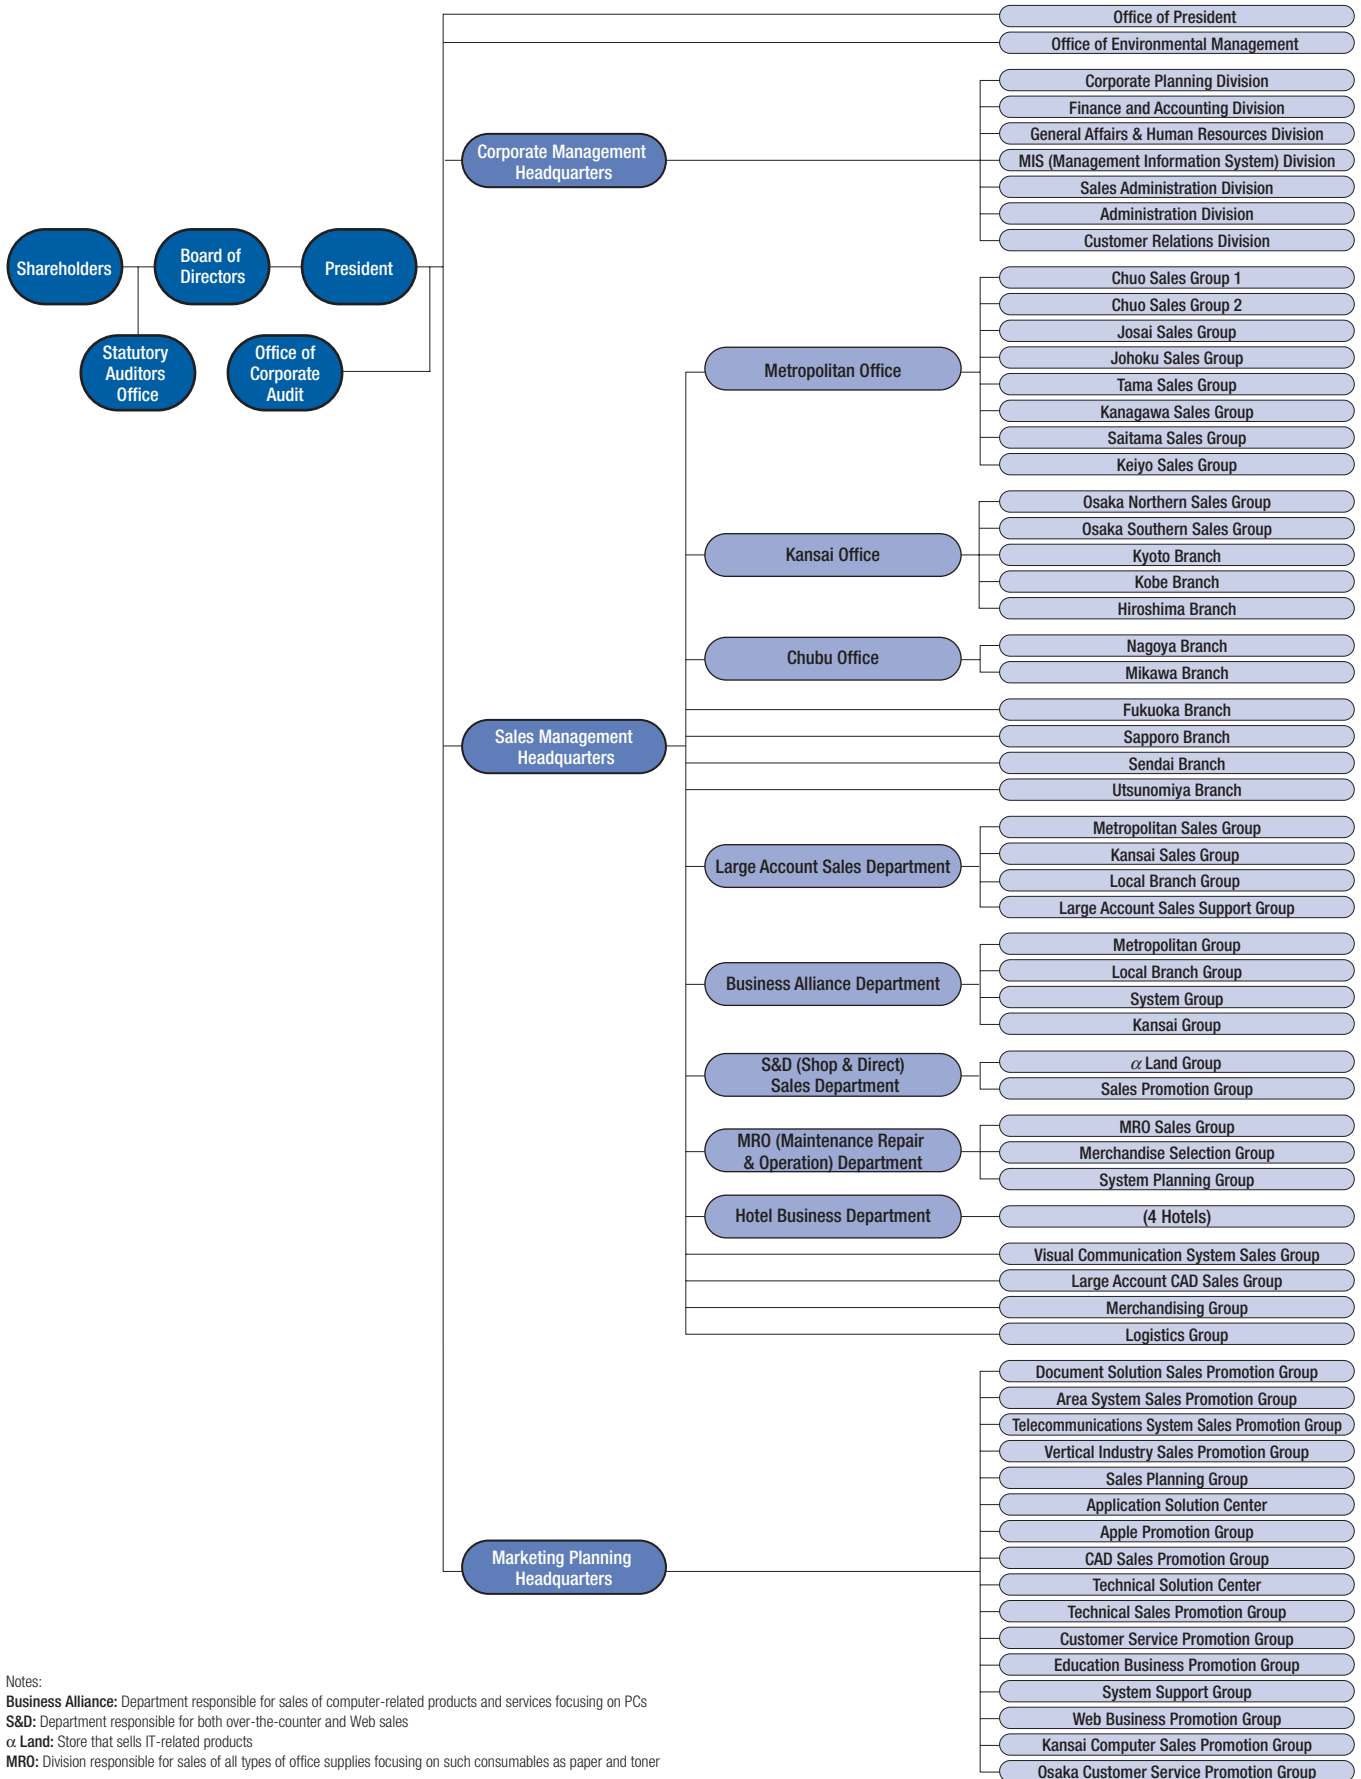 Office of President
Office of Environmental Management
Corporate Planning Division
Finance and Accounting Division
General Affairs & Human Resources Division
Corporate Management
Headquarters
MIS (Management Information System) Division
Sales Administration Division
Administration Division
Customer Relations Division
Shareholders
Board of
Directors
President
Statutory
Auditors
Office
Office of
Corporate
Audit
Chuo Sales Group 1
Chuo Sales Group 2
Josai Sales Group
Johoku Sales Group
Metropolitan Office
Tama Sales Group
Kanagawa Sales Group
Saitama Sales Group
Keiyo Sales Group
Osaka Northern Sales Group
Osaka Southern Sales Group
Kansai Office
Kyoto Branch
Kobe Branch
Hiroshima Branch
Chubu Office
Nagoya Branch
Mikawa Branch
Fukuoka Branch
Sales Management
Headquarters
Sapporo Branch
Sendai Branch
Utsunomiya Branch
Metropolitan Sales Group
Kansai Sales Group
Large Account Sales Department
Local Branch Group
Large Account Sales Support Group
Metropolitan Group
Local Branch Group
Business Alliance Department
System Group
Kansai Group
S&D (Shop & Direct)
Sales Department
α Land Group
Sales Promotion Group
MRO (Maintenance Repair
& Operation) Department
MRO Sales Group
Merchandise Selection Group
System Planning Group
Hotel Business Department
(4 Hotels)
Visual Communication System Sales Group
Large Account CAD Sales Group
Merchandising Group
Logistics Group
Document Solution Sales Promotion Group
Area System Sales Promotion Group
Telecommunications System Sales Promotion Group
Vertical Industry Sales Promotion Group
Sales Planning Group
Application Solution Center
Apple Promotion Group
Marketing Planning
Headquarters
CAD Sales Promotion Group
Technical Solution Center
Technical Sales Promotion Group
Customer Service Promotion Group
Education Business Promotion Group
System Support Group
Web Business Promotion Group
Kansai Computer Sales Promotion Group
Osaka Customer Service Promotion Group
Notes:
Business Alliance: Department responsible for sales of computer-related products and services focusing on PCs
S&D: Department responsible for both over-the-counter and Web sales
α Land: Store that sells IT-related products
MRO: Division responsible for sales of all types of office supplies focusing on such consumables as paper and toner